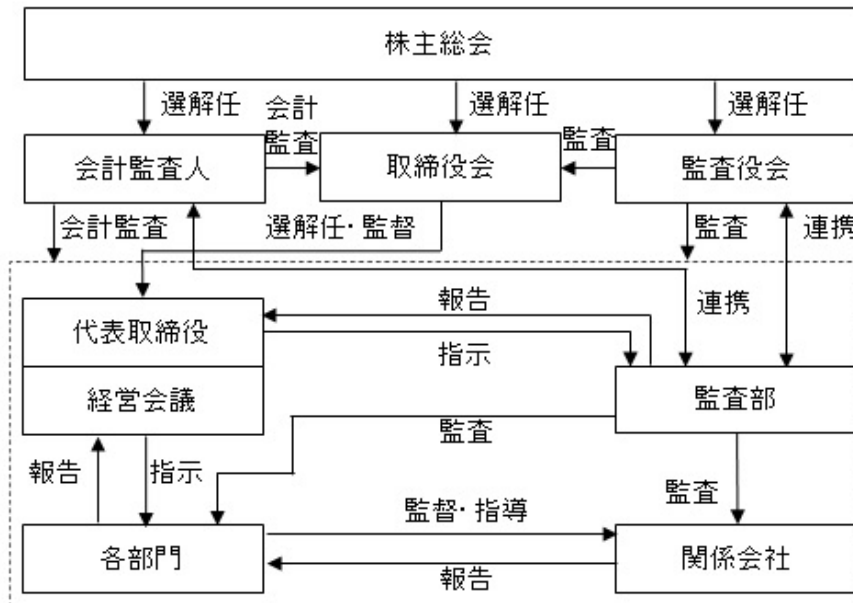 株主総会
選解任
会計
監査
選解任
選解任
会計監査人
取締役会
監査
監査役会
会計監査
選解任・監督
監査
連携
報告
連携
代表取締役
指示
経営会議
監査部
監査
報告
指示
監査
監督・指導
各部門
関係会社
報告